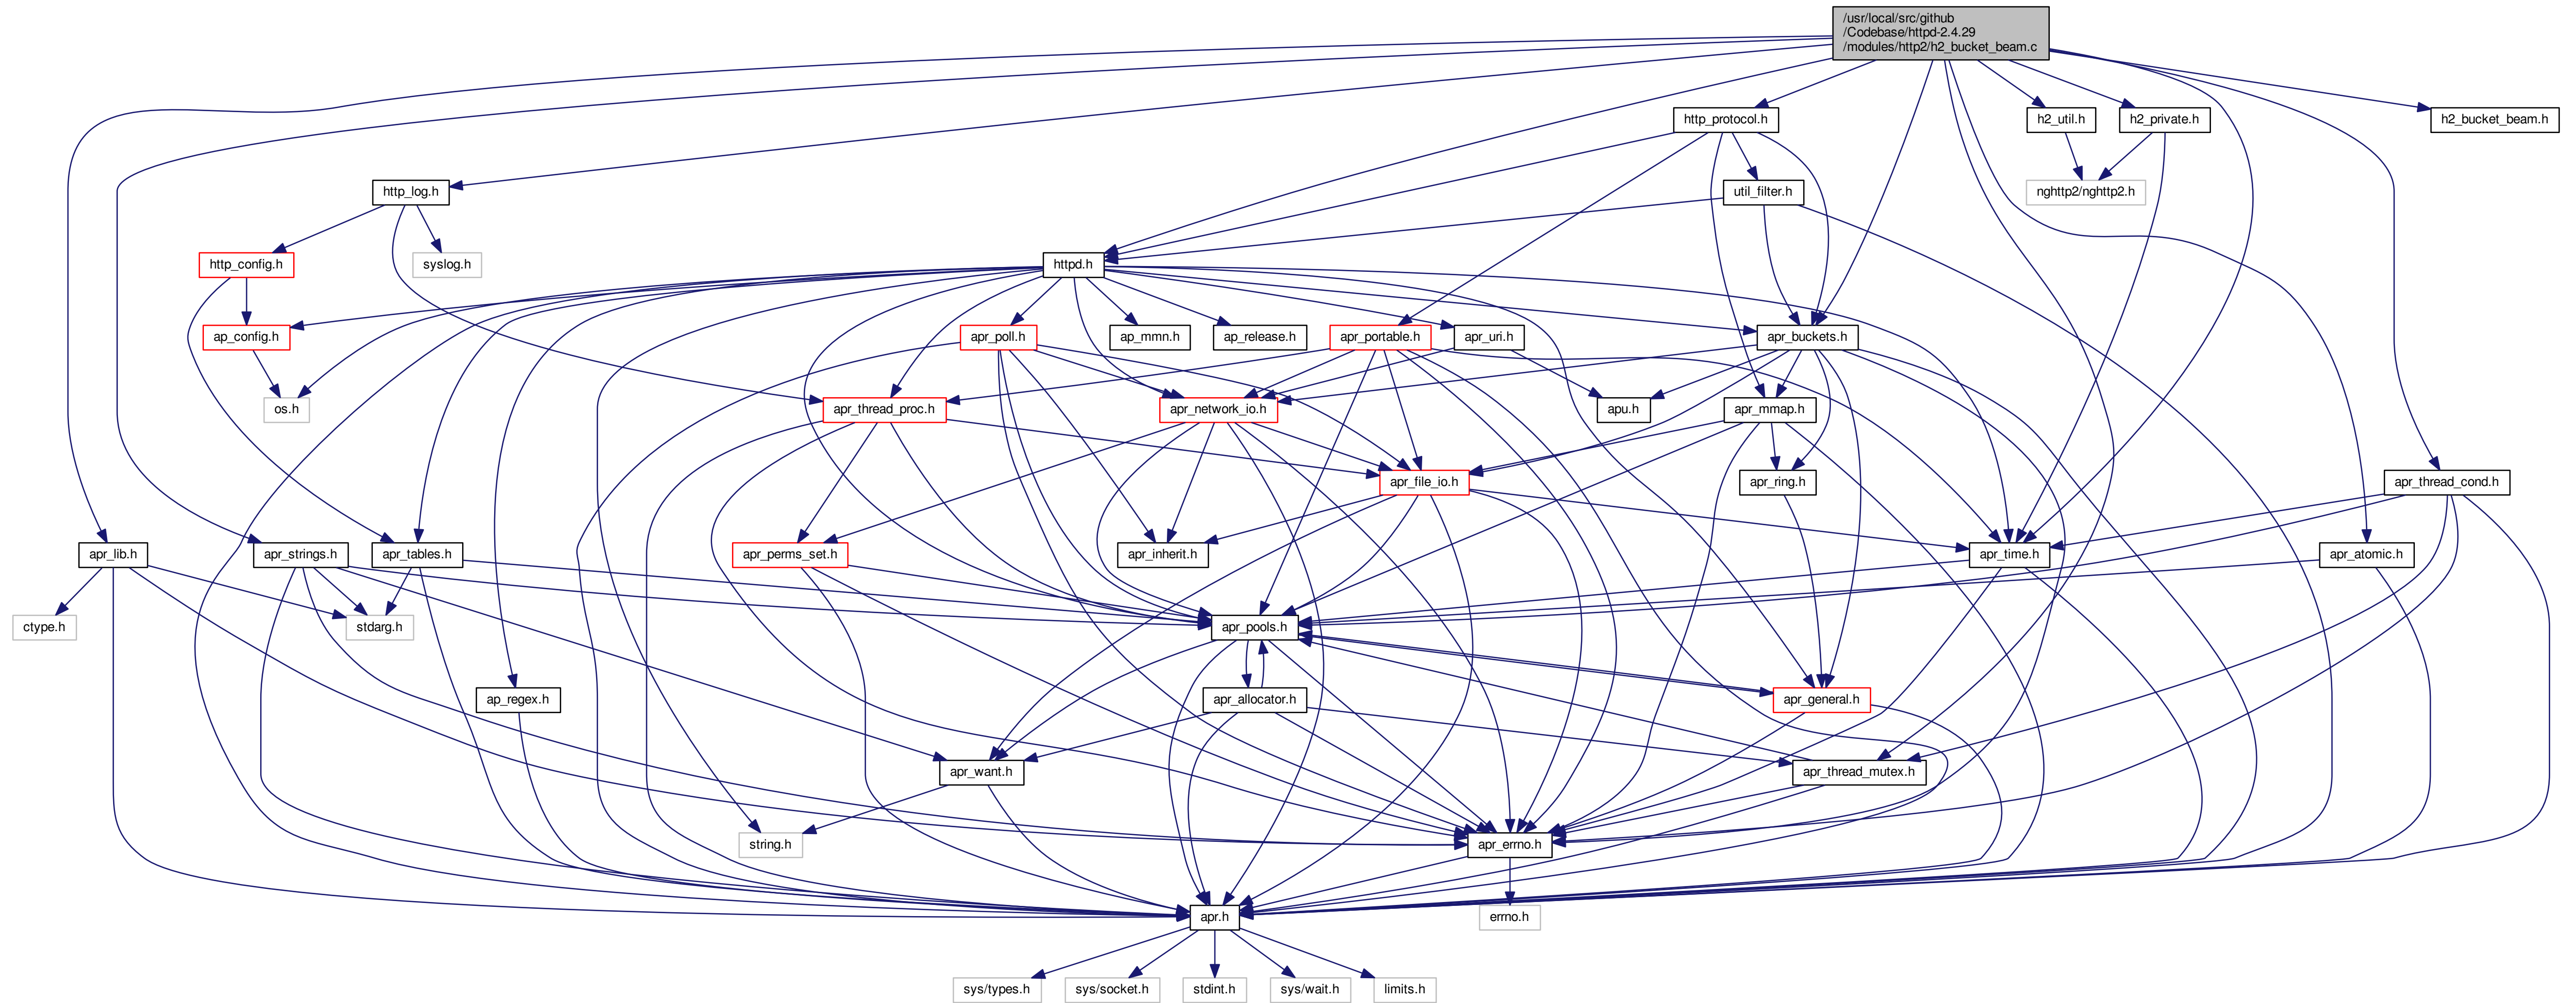 /usr/local/src/github
/Codebase/httpd-2.4.29
/modules/http2/h2_bucket_beam.c
http_protocol.h
h2_util.h
h2_private.h
h2_bucket_beam.h
http_log.h
util_filter.h
nghttp2/nghttp2.h
http_config.h
syslog.h
httpd.h
ap_config.h
apr_poll.h
ap_mmn.h
ap_release.h
apr_portable.h
apr_uri.h
apr_buckets.h
os.h
apr_thread_proc.h
apr_network_io.h
apu.h
apr_mmap.h
apr_file_io.h
apr_ring.h
apr_thread_cond.h
apr_lib.h
apr_strings.h
apr_tables.h
apr_perms_set.h
apr_inherit.h
apr_time.h
apr_atomic.h
ctype.h
stdarg.h
apr_pools.h
ap_regex.h
apr_allocator.h
apr_general.h
apr_want.h
apr_thread_mutex.h
string.h
apr_errno.h
apr.h
errno.h
sys/types.h
sys/socket.h
stdint.h
sys/wait.h
limits.h